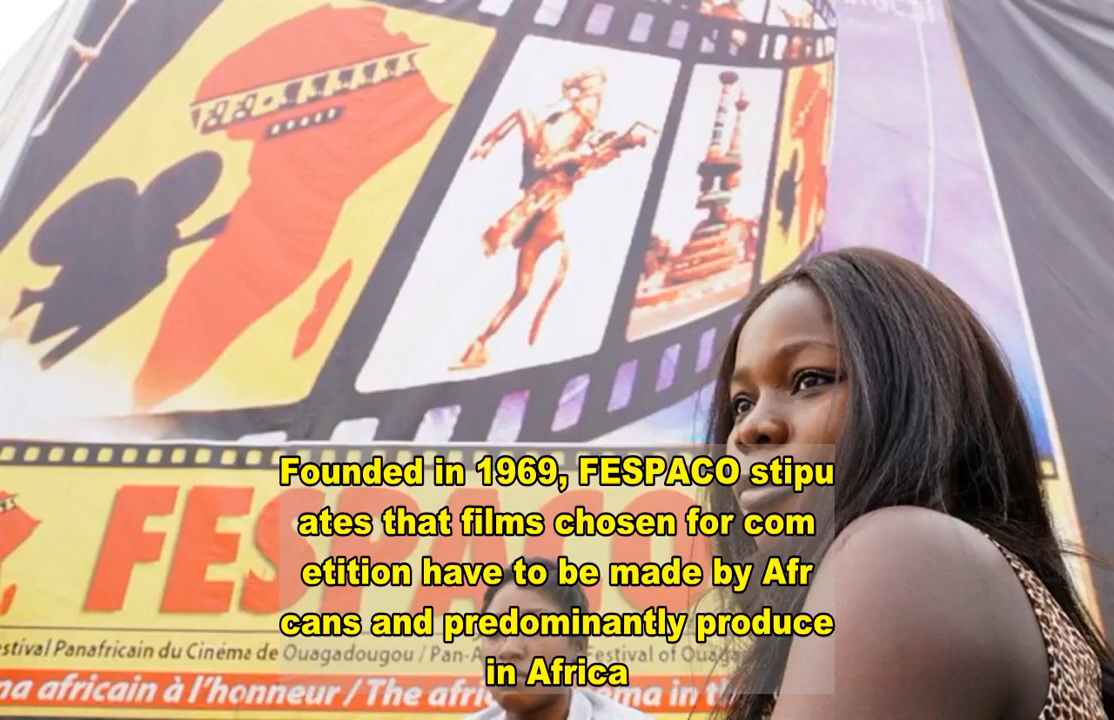 FESPACO
estival Panafricain du Cinéma de Ouagadougou / Pan-A Festival of Ouaga
na africain à l'honneur / The afri ma in th
Founded in 1969, FESPACO stipu
ates that films chosen for com
etition have to be made by Afr
cans and predominantly produce
in Africa